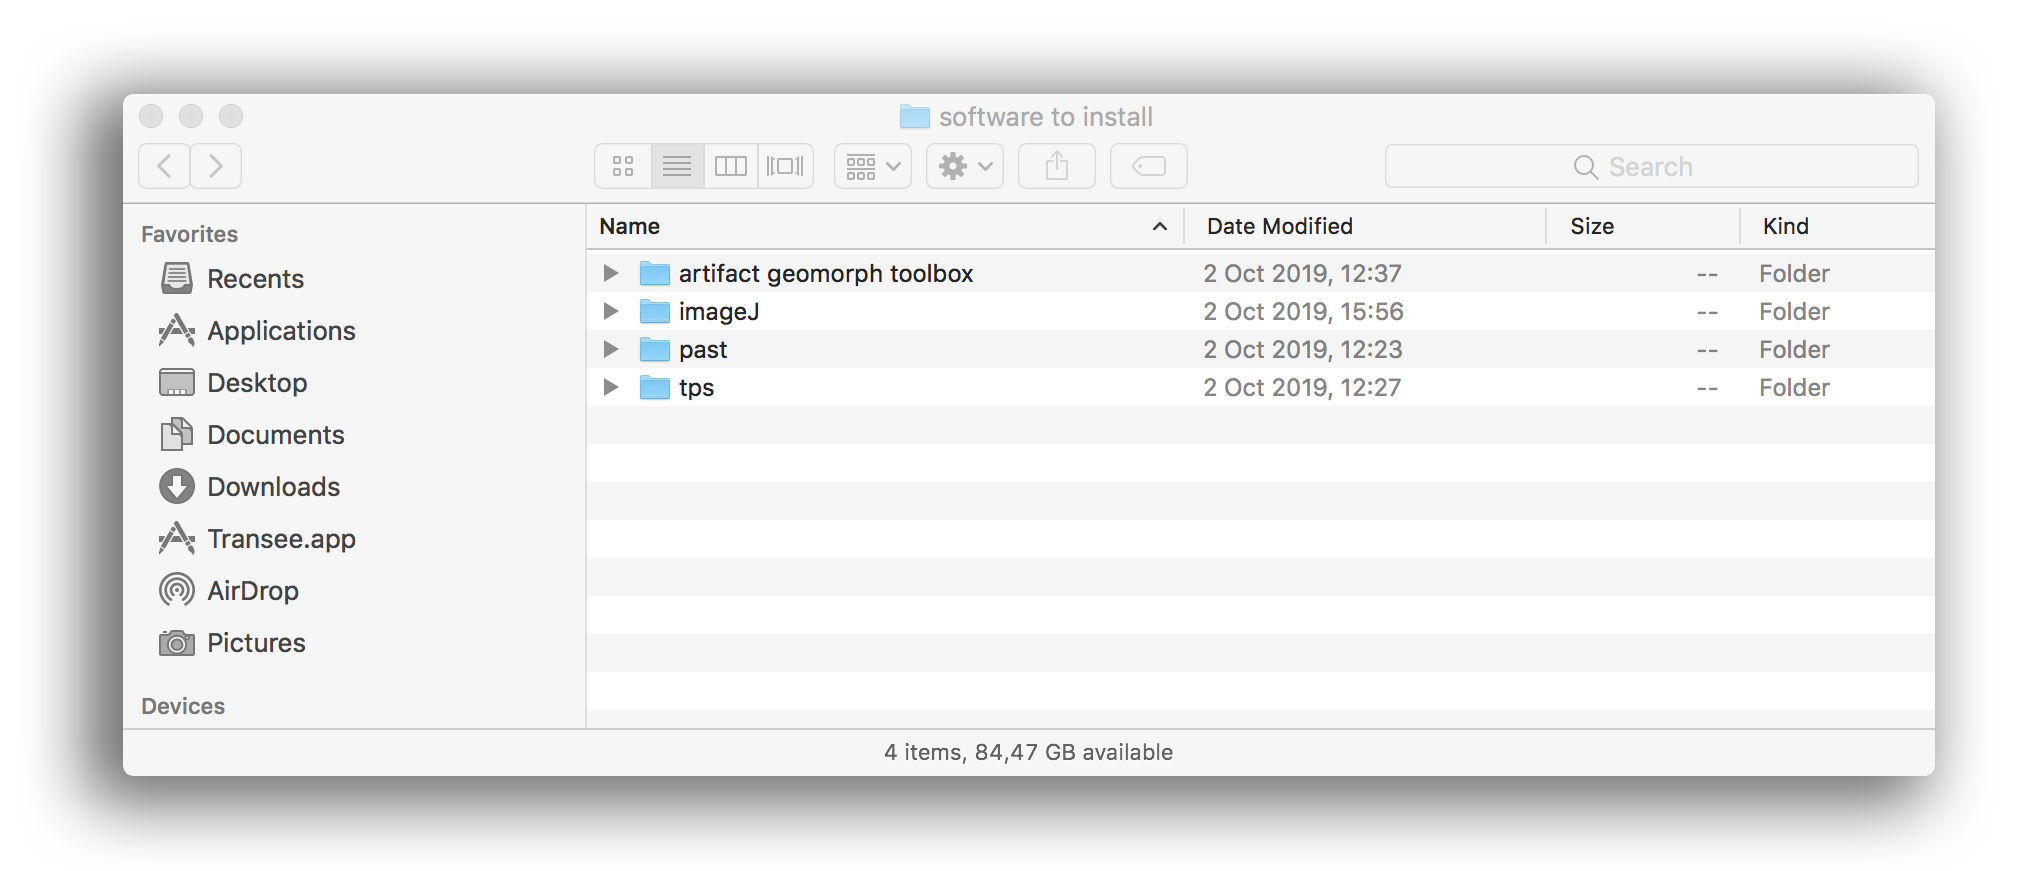 software to install
Search
Favorites
Recents
Applications
Desktop
Documents
Downloads
Transee.app
AirDrop
Pictures
Devices
Name Date Modified Size Kind
artifact geomorph toolbox 2 Oct 2019, 12:37 -- Folder
imageJ 2 Oct 2019, 15:56 -- Folder
past 2 Oct 2019, 12:23 -- Folder
tps 2 Oct 2019, 12:27 -- Folder
4 items, 84,47 GB available